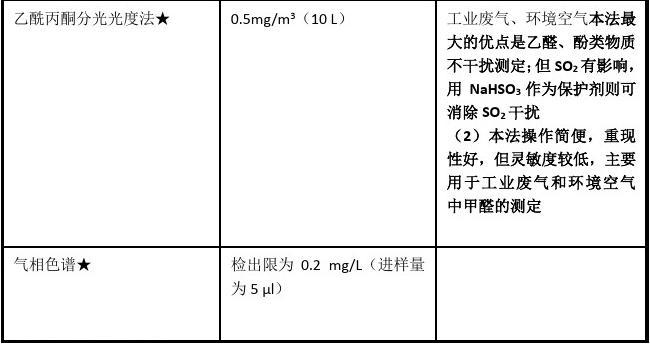 乙酰丙酮分光光度法★
0.5mg/m³（10 L）
工业废气、环境空气本法最
大的优点是乙醛、酚类物质
不干扰测定；但 SO₂ 有影响，
用 NaHSO₃ 作为保护剂则可
消除 SO₂ 干扰
（2）本法操作简便，重现
性好，但灵敏度较低，主要
用于工业废气和环境空气
中甲醛的测定
气相色谱★
检出限为 0.2 mg/L（进样量
为 5 μl）